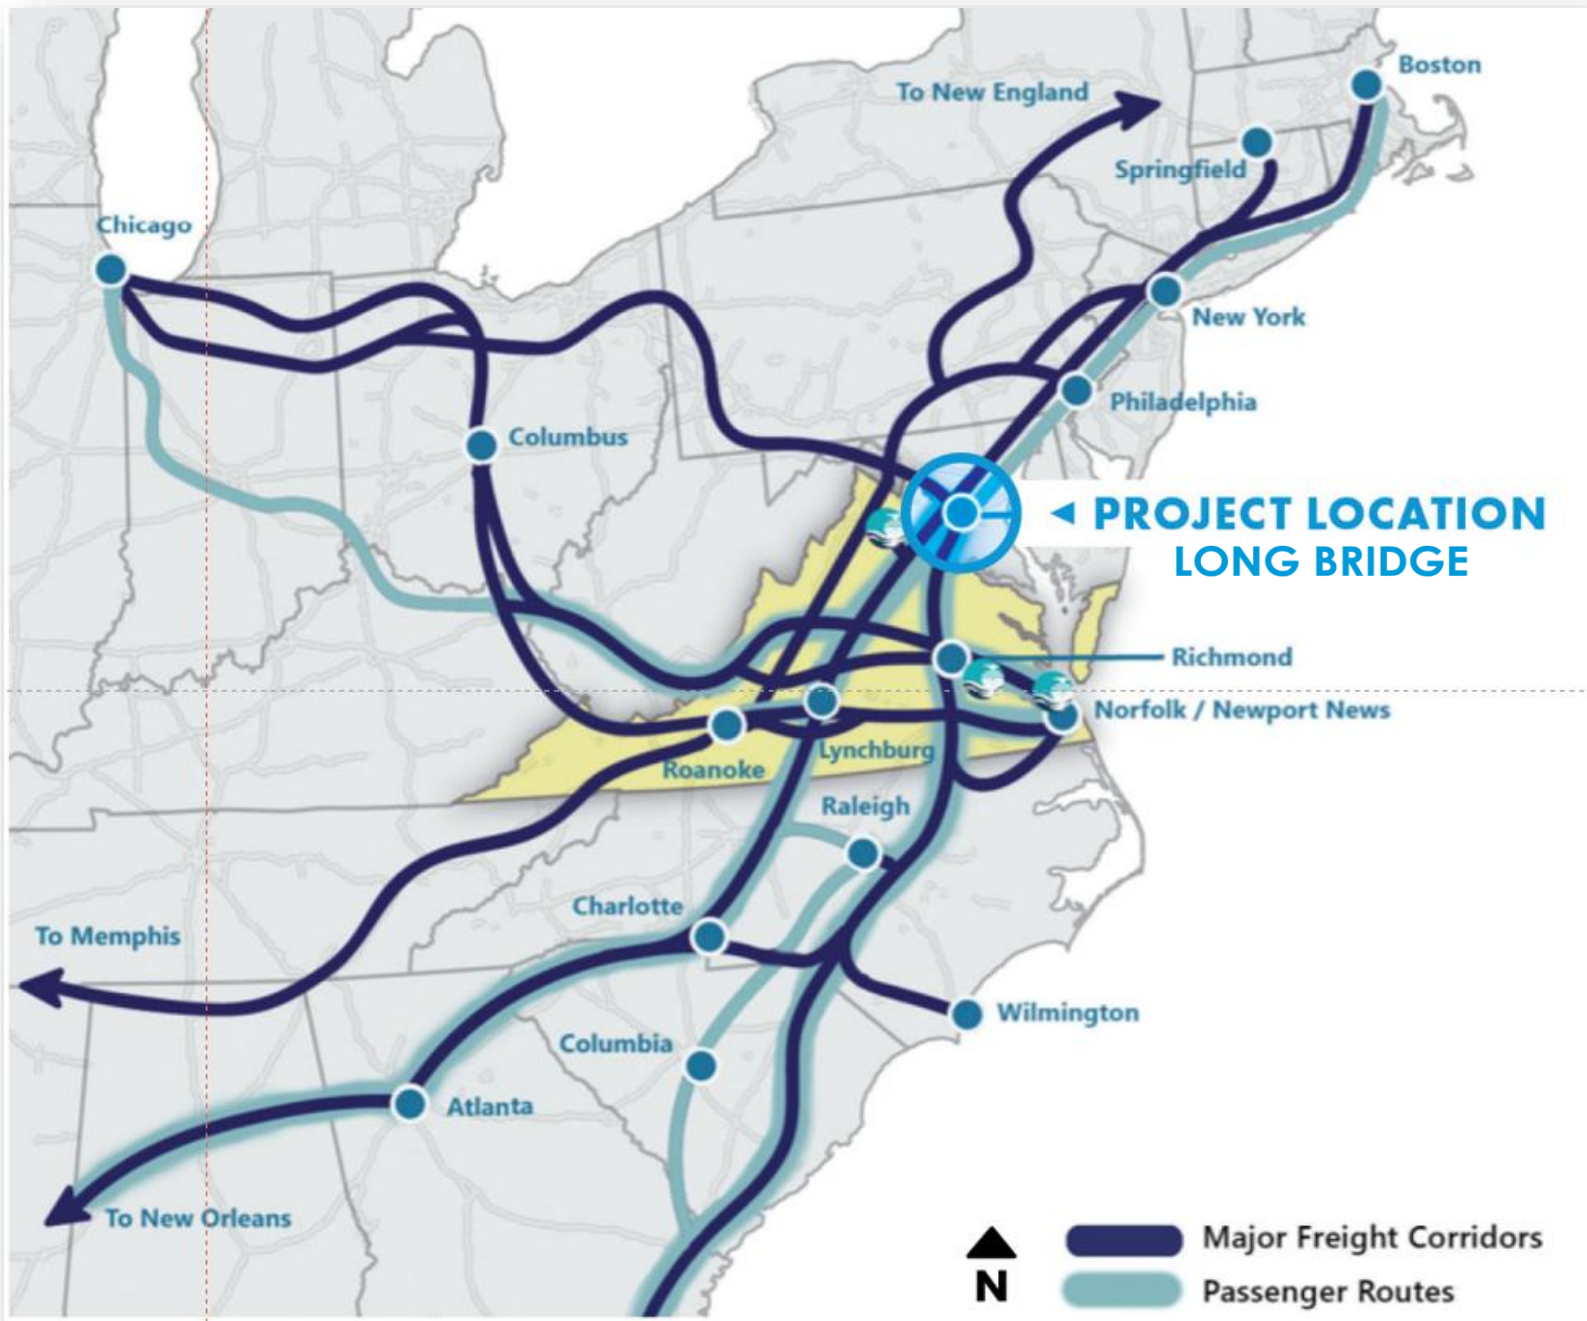 Boston
To New England
Springfield
Chicago
New York
Philadelphia
Columbus
◄ PROJECT LOCATION
LONG BRIDGE
Richmond
Norfolk / Newport News
Lynchburg
Roanoke
Raleigh
Charlotte
To Memphis
Wilmington
Columbia
Atlanta
To New Orleans
N
Major Freight Corridors
Passenger Routes